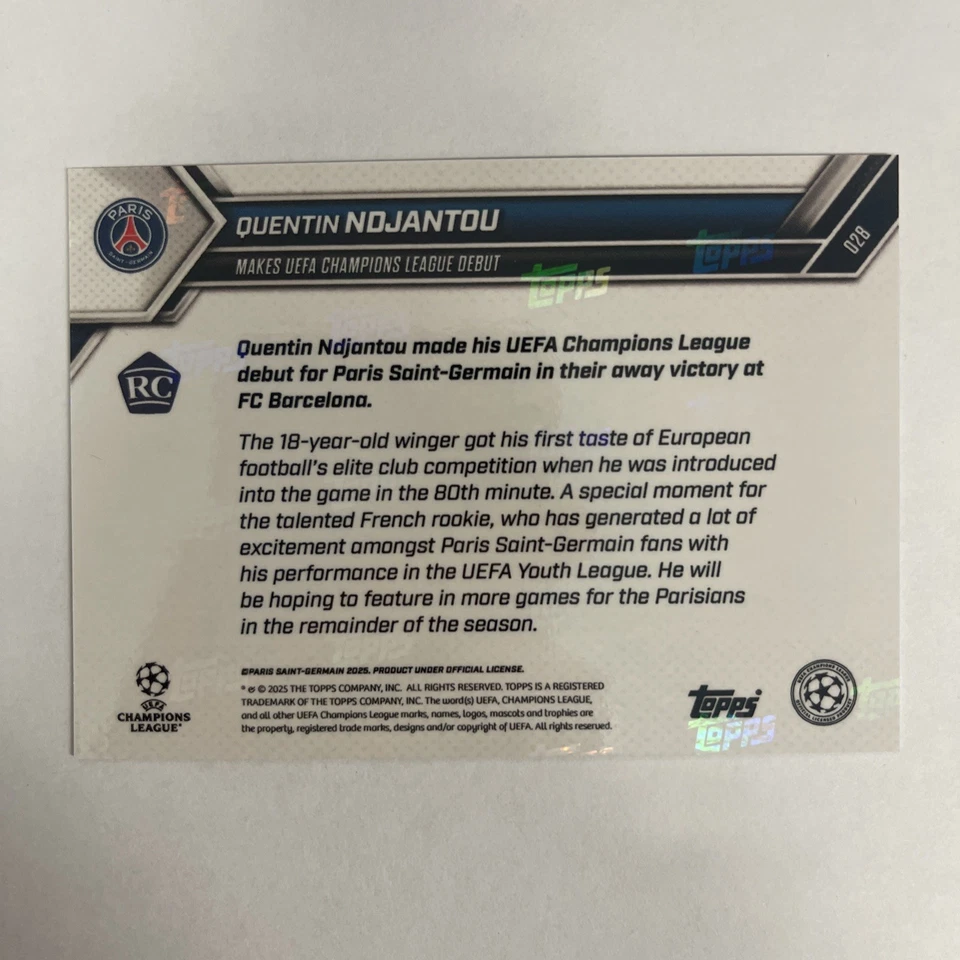 PARIS
SAINT-GERMAIN
QUENTIN NDJANTOU
MAKES UEFA CHAMPIONS LEAGUE DEBUT
028
topps
topps
RC
Quentin Ndjantou made his UEFA Champions League
debut for Paris Saint-Germain in their away victory at
FC Barcelona.
The 18-year-old winger got his first taste of European
football's elite club competition when he was introduced
into the game in the 80th minute. A special moment for
the talented French rookie, who has generated a lot of
excitement amongst Paris Saint-Germain fans with
his performance in the UEFA Youth League. He will
be hoping to feature in more games for the Parisians
in the remainder of the season.
©PARIS SAINT-GERMAIN 2025. PRODUCT UNDER OFFICIAL LICENSE.
* & © 2025 THE TOPPS COMPANY, INC. ALL RIGHTS RESERVED. TOPPS IS A REGISTERED
TRADEMARK OF THE TOPPS COMPANY, INC. The word(s) UEFA, CHAMPIONS LEAGUE,
and all other UEFA Champions League marks, names, logos, mascots and trophies are
the property, registered trade marks, designs and/or copyright of UEFA. All rights reserved.
UEFA
CHAMPIONS
LEAGUE
topps
topps